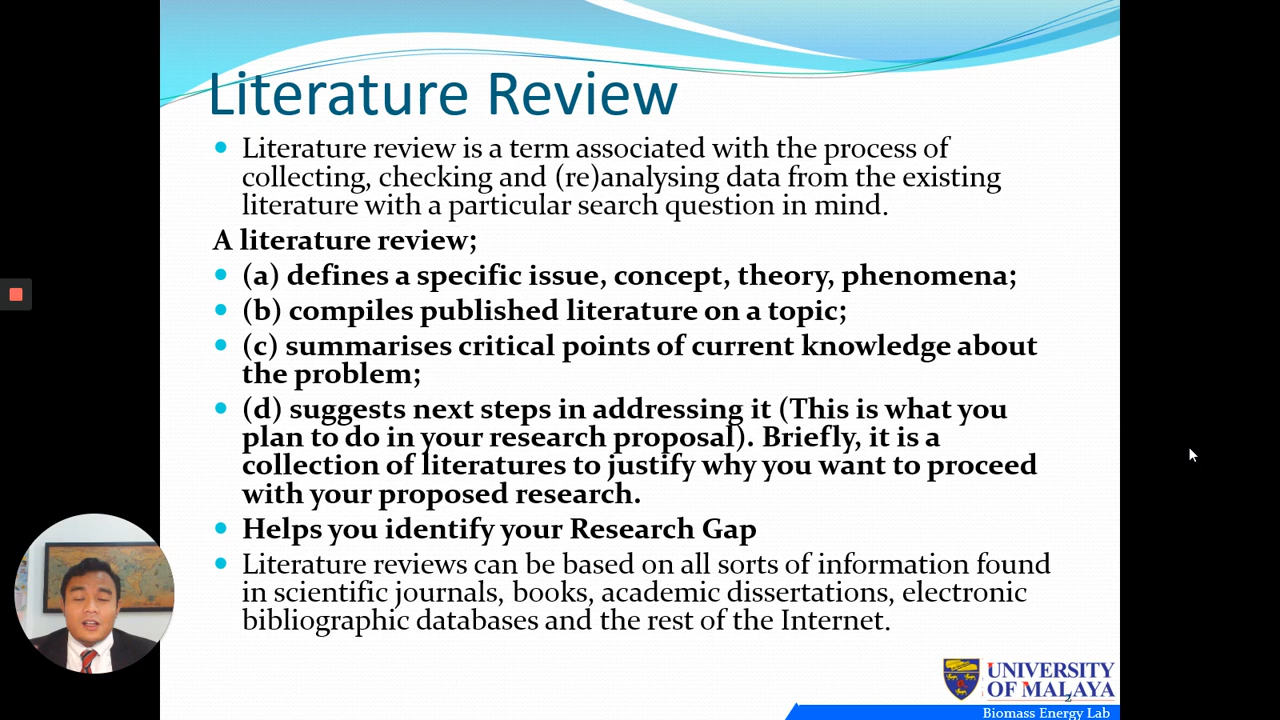 Literature Review
Literature review is a term associated with the process of
collecting, checking and (re)analysing data from the existing
literature with a particular search question in mind.
A literature review;
(a) defines a specific issue, concept, theory, phenomena;
(b) compiles published literature on a topic;
(c) summarises critical points of current knowledge about
the problem;
(d) suggests next steps in addressing it (This is what you
plan to do in your research proposal). Briefly, it is a
collection of literatures to justify why you want to proceed
with your proposed research.
Helps you identify your Research Gap
Literature reviews can be based on all sorts of information found
in scientific journals, books, academic dissertations, electronic
bibliographic databases and the rest of the Internet.
UNIVERSITY
OF MALAYA
2
Biomass Energy Lab